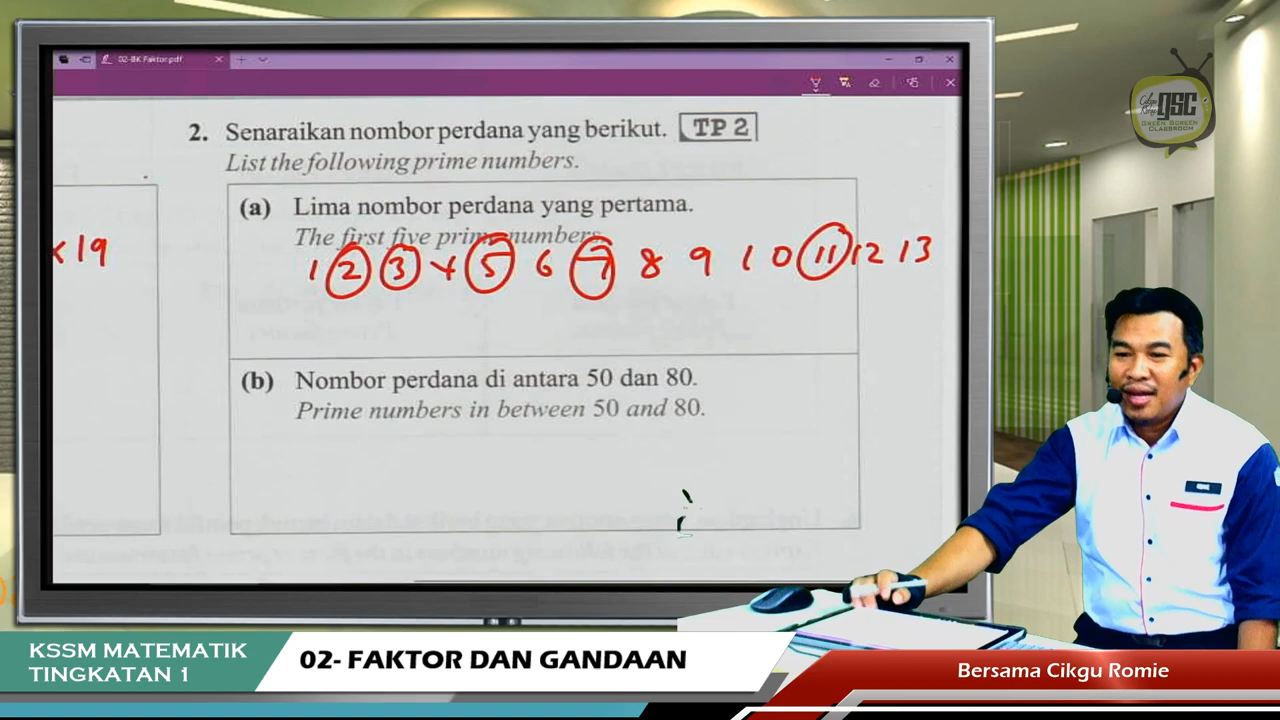 02-BK Faktor.pdf
2. Senaraikan nombor perdana yang berikut. TP 2
List the following prime numbers.
(a) Lima nombor perdana yang pertama.
The first five prime numbers.
× 19
1 2 3 4 5 6 7 8 9 10 11 12 13
(b) Nombor perdana di antara 50 dan 80.
Prime numbers in between 50 and 80.
GSC
GREEN SCREEN
CLASSROOM
KSSM MATEMATIK
TINGKATAN 1
02- FAKTOR DAN GANDAAN
Bersama Cikgu Romie